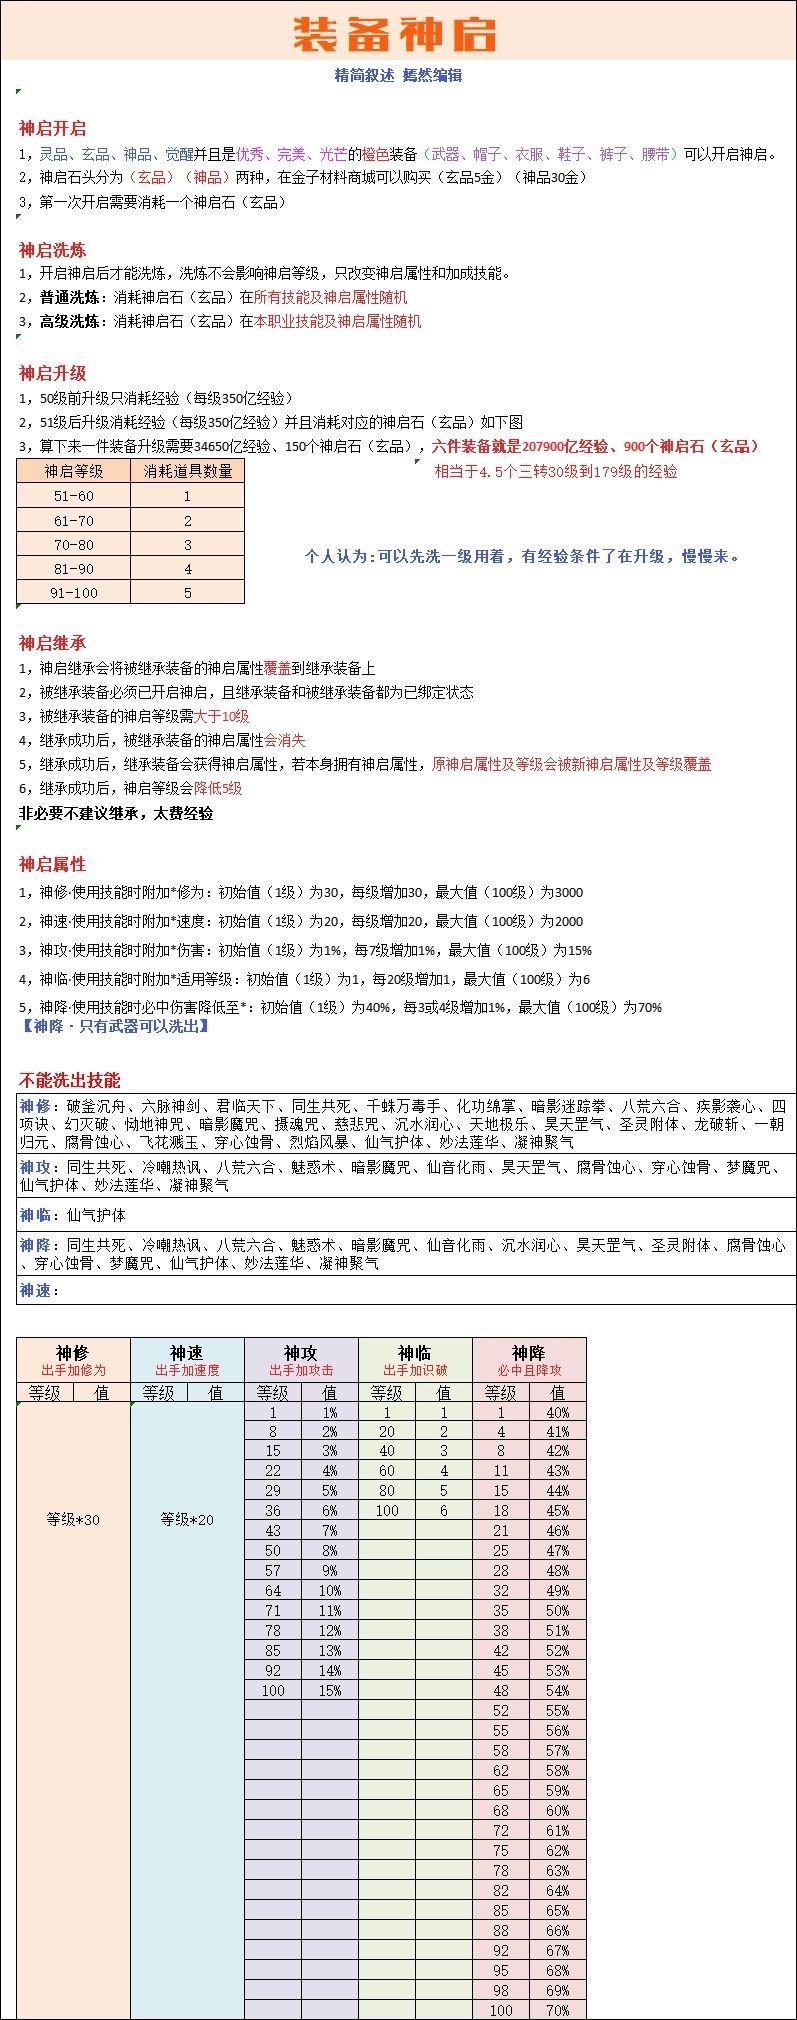 装备神启
精简叙述 嫣然编辑
神启开启
1，灵品、玄品、神品、觉醒并且是优秀、完美、光芒的橙色装备（武器、帽子、衣服、鞋子、裤子、腰带）可以开启神启。
2，神启石头分为（玄品）（神品）两种，在金子材料商城可以购买（玄品5金）（神品30金）
3，第一次开启需要消耗一个神启石（玄品）
神启洗炼
1，开启神启后才能洗炼，洗炼不会影响神启等级，只改变神启属性和加成技能。
2，普通洗炼：消耗神启石（玄品）在所有技能及神启属性随机
3，高级洗炼：消耗神启石（玄品）在本职业技能及神启属性随机
神启升级
1，50级前升级只消耗经验（每级350亿经验）
2，51级后升级消耗经验（每级350亿经验）并且消耗对应的神启石（玄品）如下图
3，算下来一件装备升级需要34650亿经验、150个神启石（玄品），六件装备就是207900亿经验、900个神启石（玄品）
神启等级 消耗道具数量 相当于4.5个三转30级到179级的经验
51-60 1
61-70 2
70-80 3
个人认为:可以先洗一级用着，有经验条件了在升级，慢慢来。
81-90 4
91-100 5
神启继承
1，神启继承会将被继承装备的神启属性覆盖到继承装备上
2，被继承装备必须已开启神启，且继承装备和被继承装备都为已绑定状态
3，被继承装备的神启等级需大于10级
4，继承成功后，被继承装备的神启属性会消失
5，继承成功后，继承装备会获得神启属性，若本身拥有神启属性，原神启属性及等级会被新神启属性及等级覆盖
6，继承成功后，神启等级会降低5级
非必要不建议继承，太费经验
神启属性
1，神修·使用技能时附加*修为：初始值（1级）为30，每级增加30，最大值（100级）为3000
2，神速·使用技能时附加*速度：初始值（1级）为20，每级增加20，最大值（100级）为2000
3，神攻·使用技能时附加*伤害：初始值（1级）为1%，每7级增加1%，最大值（100级）为15%
4，神临·使用技能时附加*适用等级：初始值（1级）为1，每20级增加1，最大值（100级）为6
5，神降·使用技能时必中伤害降低至*：初始值（1级）为40%，每3或4级增加1%，最大值（100级）为70%
【神降·只有武器可以洗出】
不能洗出技能
神修：破釜沉舟、六脉神剑、君临天下、同生共死、千蛛万毒手、化功绵掌、暗影迷踪拳、八荒六合、疾影袭心、四
项诀、幻灭破、恸地神咒、暗影魔咒、摄魂咒、慈悲咒、沉水润心、天地极乐、昊天罡气、圣灵附体、龙破斩、一朝
归元、腐骨蚀心、飞花溅玉、穿心蚀骨、烈焰风暴、仙气护体、妙法莲华、凝神聚气
神攻：同生共死、冷嘲热讽、八荒六合、魅惑术、暗影魔咒、仙音化雨、昊天罡气、腐骨蚀心、穿心蚀骨、梦魔咒、
仙气护体、妙法莲华、凝神聚气
神临：仙气护体
神降：同生共死、冷嘲热讽、八荒六合、魅惑术、暗影魔咒、仙音化雨、沉水润心、昊天罡气、圣灵附体、腐骨蚀心
、穿心蚀骨、梦魔咒、仙气护体、妙法莲华、凝神聚气
神速：
神修 神速 神攻 神临 神降
出手加修为 出手加速度 出手加攻击 出手加识破 必中且降攻
等级 值 等级 值 等级 值 等级 值 等级 值
1 1% 1 1 1 40%
8 2% 20 2 4 41%
15 3% 40 3 8 42%
22 4% 60 4 11 43%
29 5% 80 5 15 44%
36 6% 100 6 18 45%
等级*30 等级*20
43 7% 21 46%
50 8% 25 47%
57 9% 28 48%
64 10% 32 49%
71 11% 35 50%
78 12% 38 51%
85 13% 42 52%
92 14% 45 53%
100 15% 48 54%
52 55%
55 56%
58 57%
62 58%
65 59%
68 60%
72 61%
75 62%
78 63%
82 64%
85 65%
88 66%
92 67%
95 68%
98 69%
100 70%